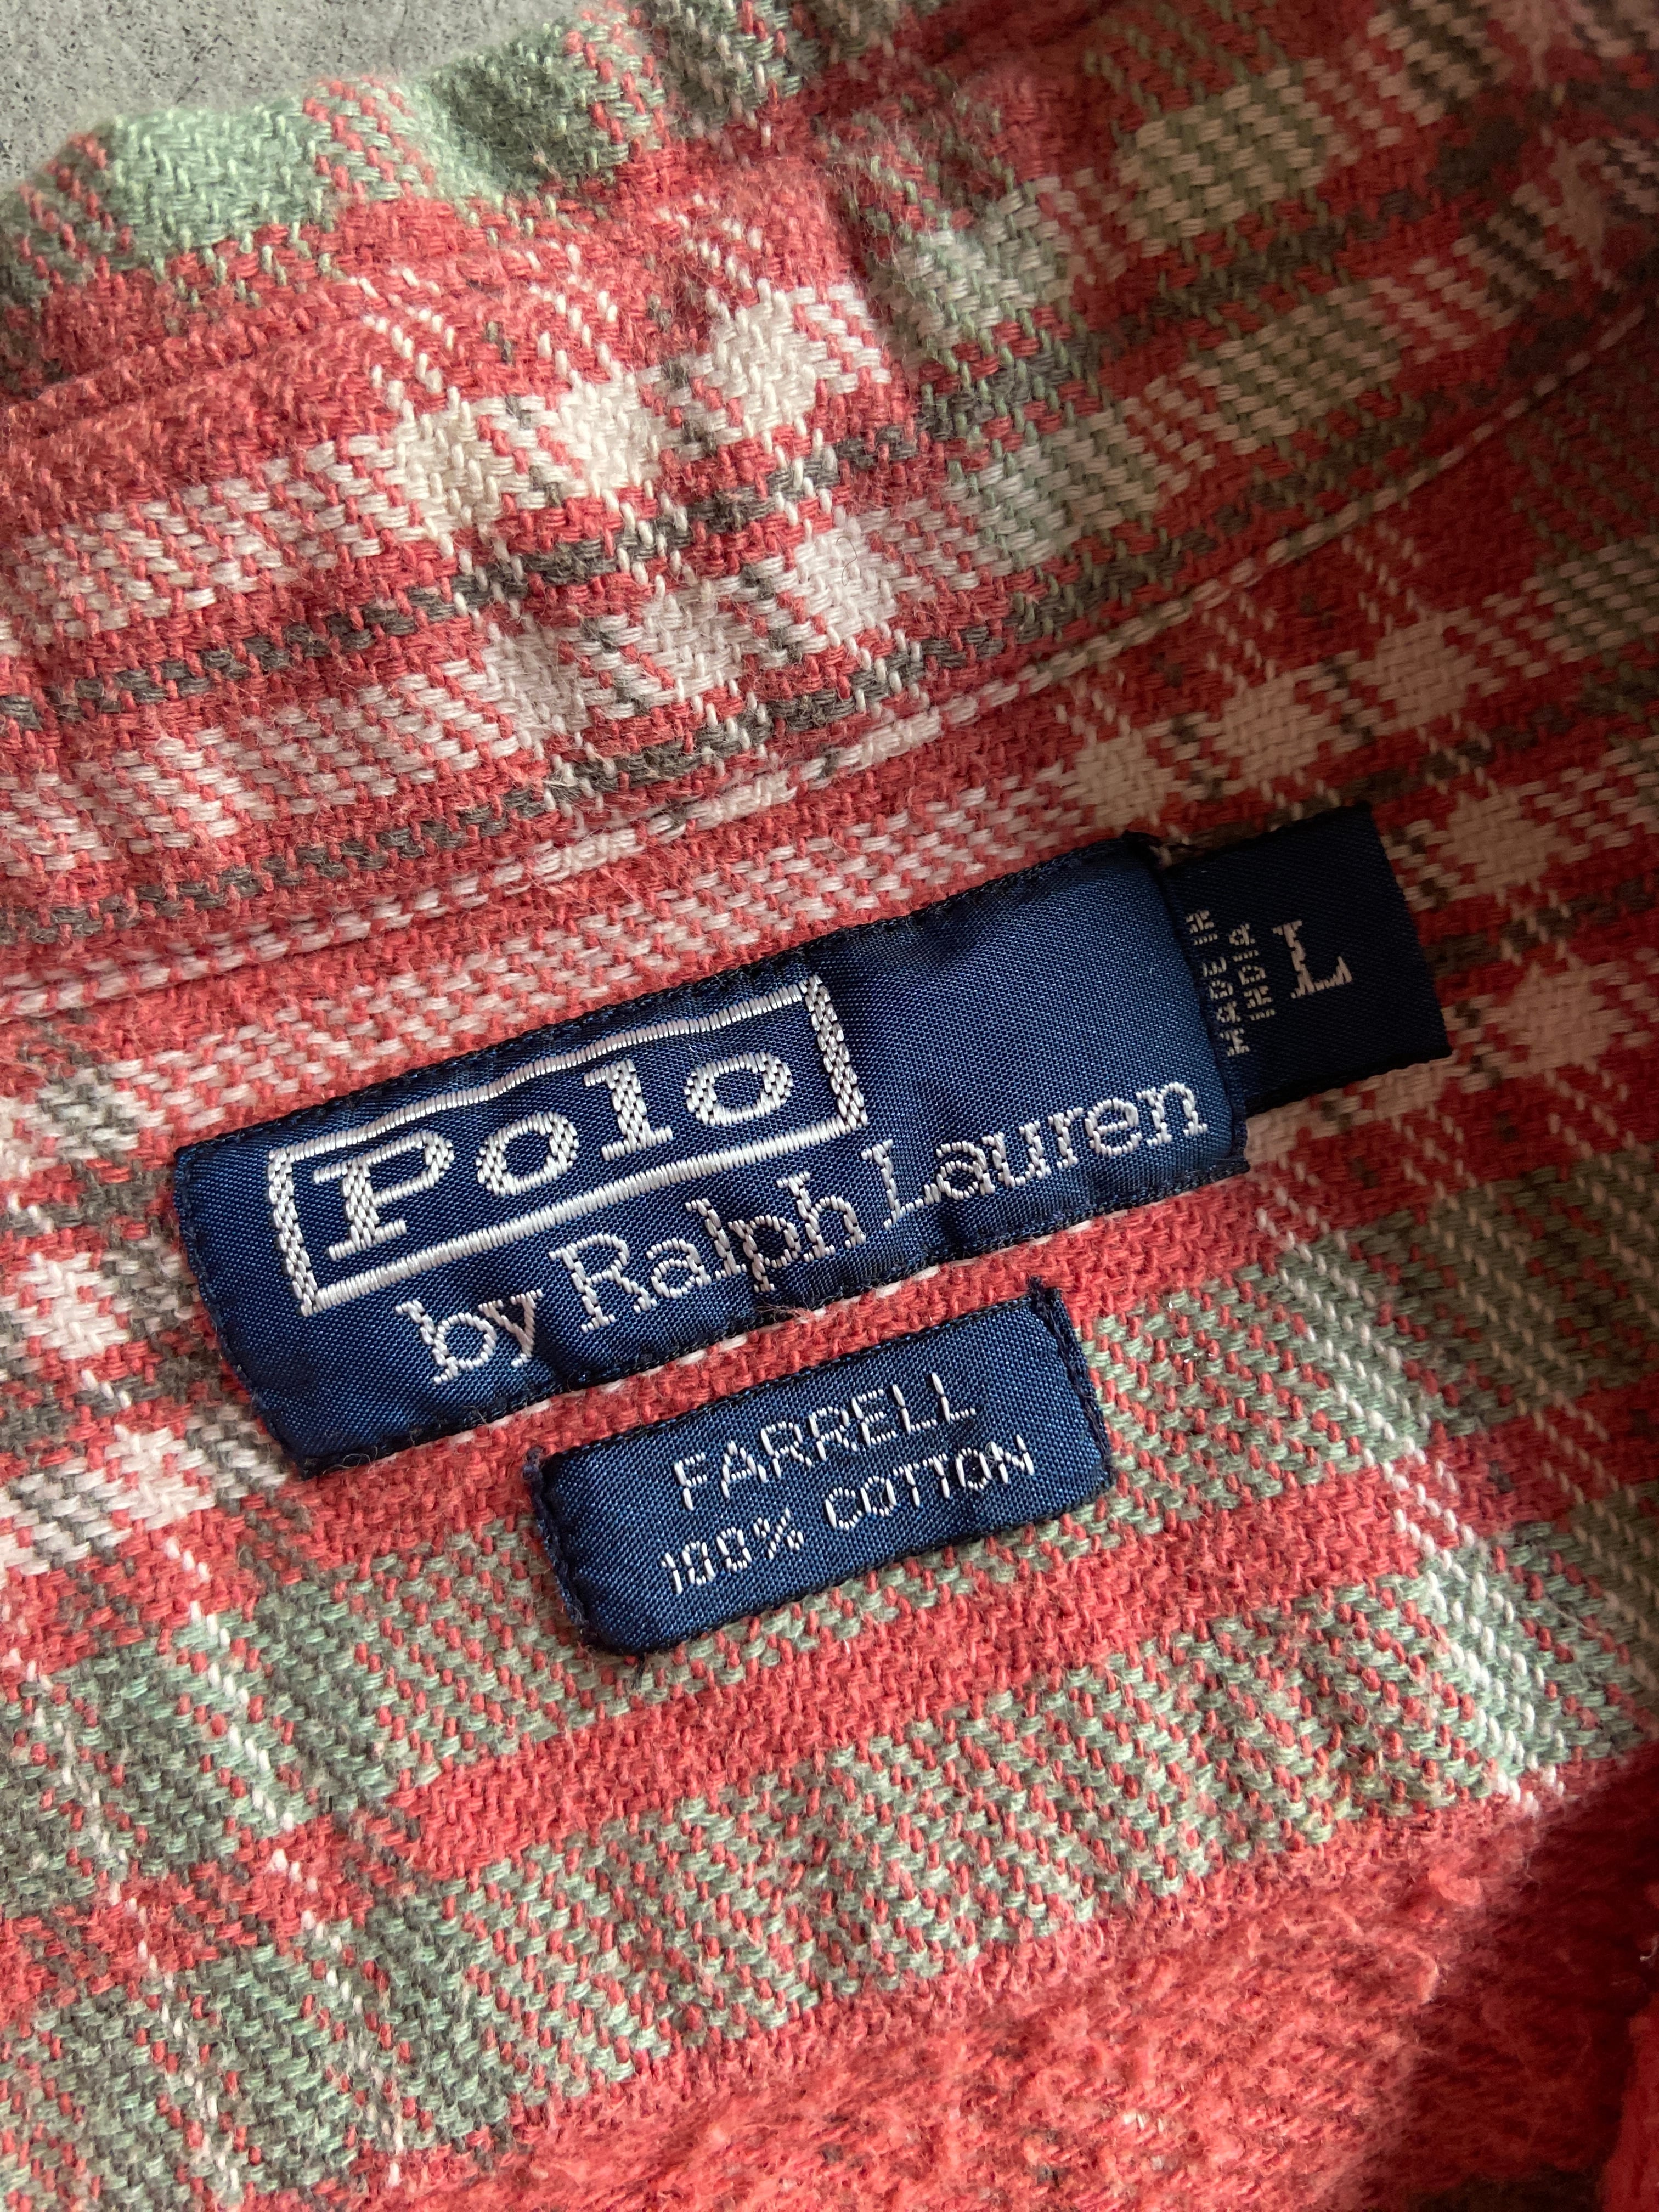 Polo
by Ralph Lauren
MADE IN
INDIA
L
FARRELL
100% COTTON